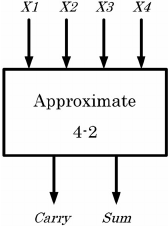 X1 X2 X3 X4
Approximate
4-2
Carry Sum